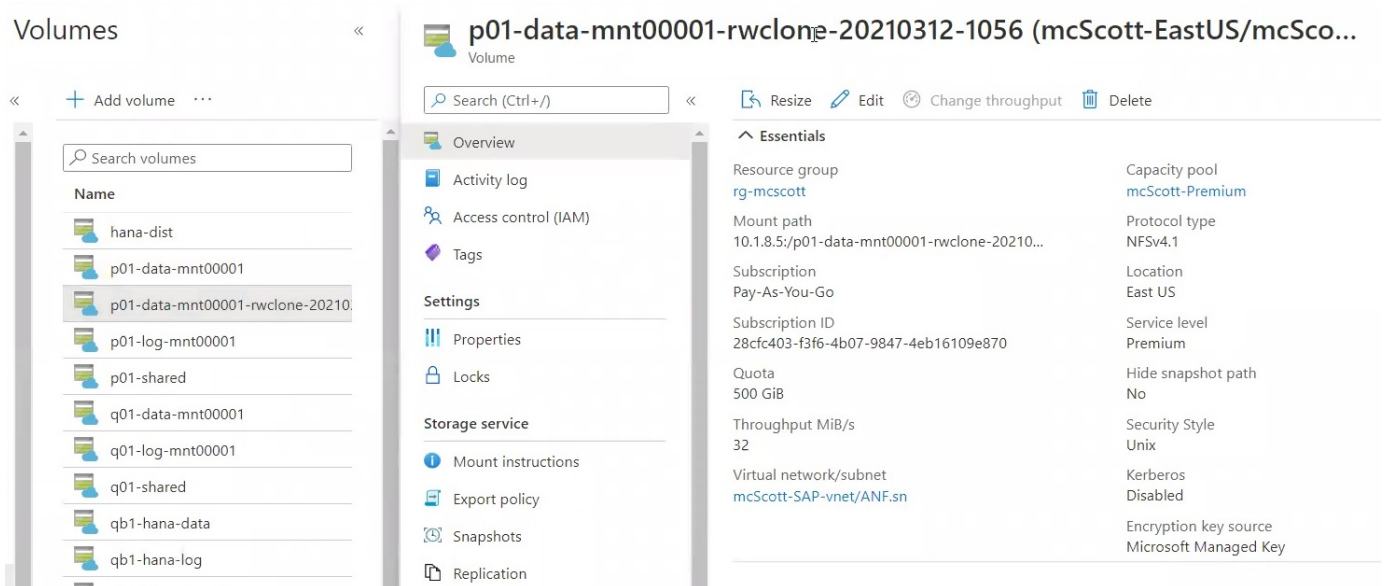 Volumes
«
«
Add volume ···
Search volumes
Name
hana-dist
p01-data-mnt00001
p01-data-mnt00001-rwclone-20210
p01-log-mnt00001
p01-shared
q01-data-mnt00001
q01-log-mnt00001
q01-shared
qb1-hana-data
qb1-hana-log
p01-data-mnt00001-rwclone-20210312-1056 (mcScott-EastUS/mcSco...
Volume
Search (Ctrl+/)
«
Overview
Activity log
Access control (IAM)
Tags
Settings
Properties
Locks
Storage service
Mount instructions
Export policy
Snapshots
Replication
Resize Edit Change throughput Delete
Essentials
Resource group
rg-mcscott
Mount path
10.1.8.5:/p01-data-mnt00001-rwclone-20210...
Subscription
Pay-As-You-Go
Subscription ID
28cfc403-f3f6-4b07-9847-4eb16109e870
Quota
500 GiB
Throughput MiB/s
32
Virtual network/subnet
mcScott-SAP-vnet/ANF.sn
Capacity pool
mcScott-Premium
Protocol type
NFSv4.1
Location
East US
Service level
Premium
Hide snapshot path
No
Security Style
Unix
Kerberos
Disabled
Encryption key source
Microsoft Managed Key